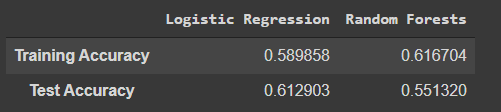 Logistic Regression Random Forests
Training Accuracy 0.589858 0.616704
Test Accuracy 0.612903 0.551320